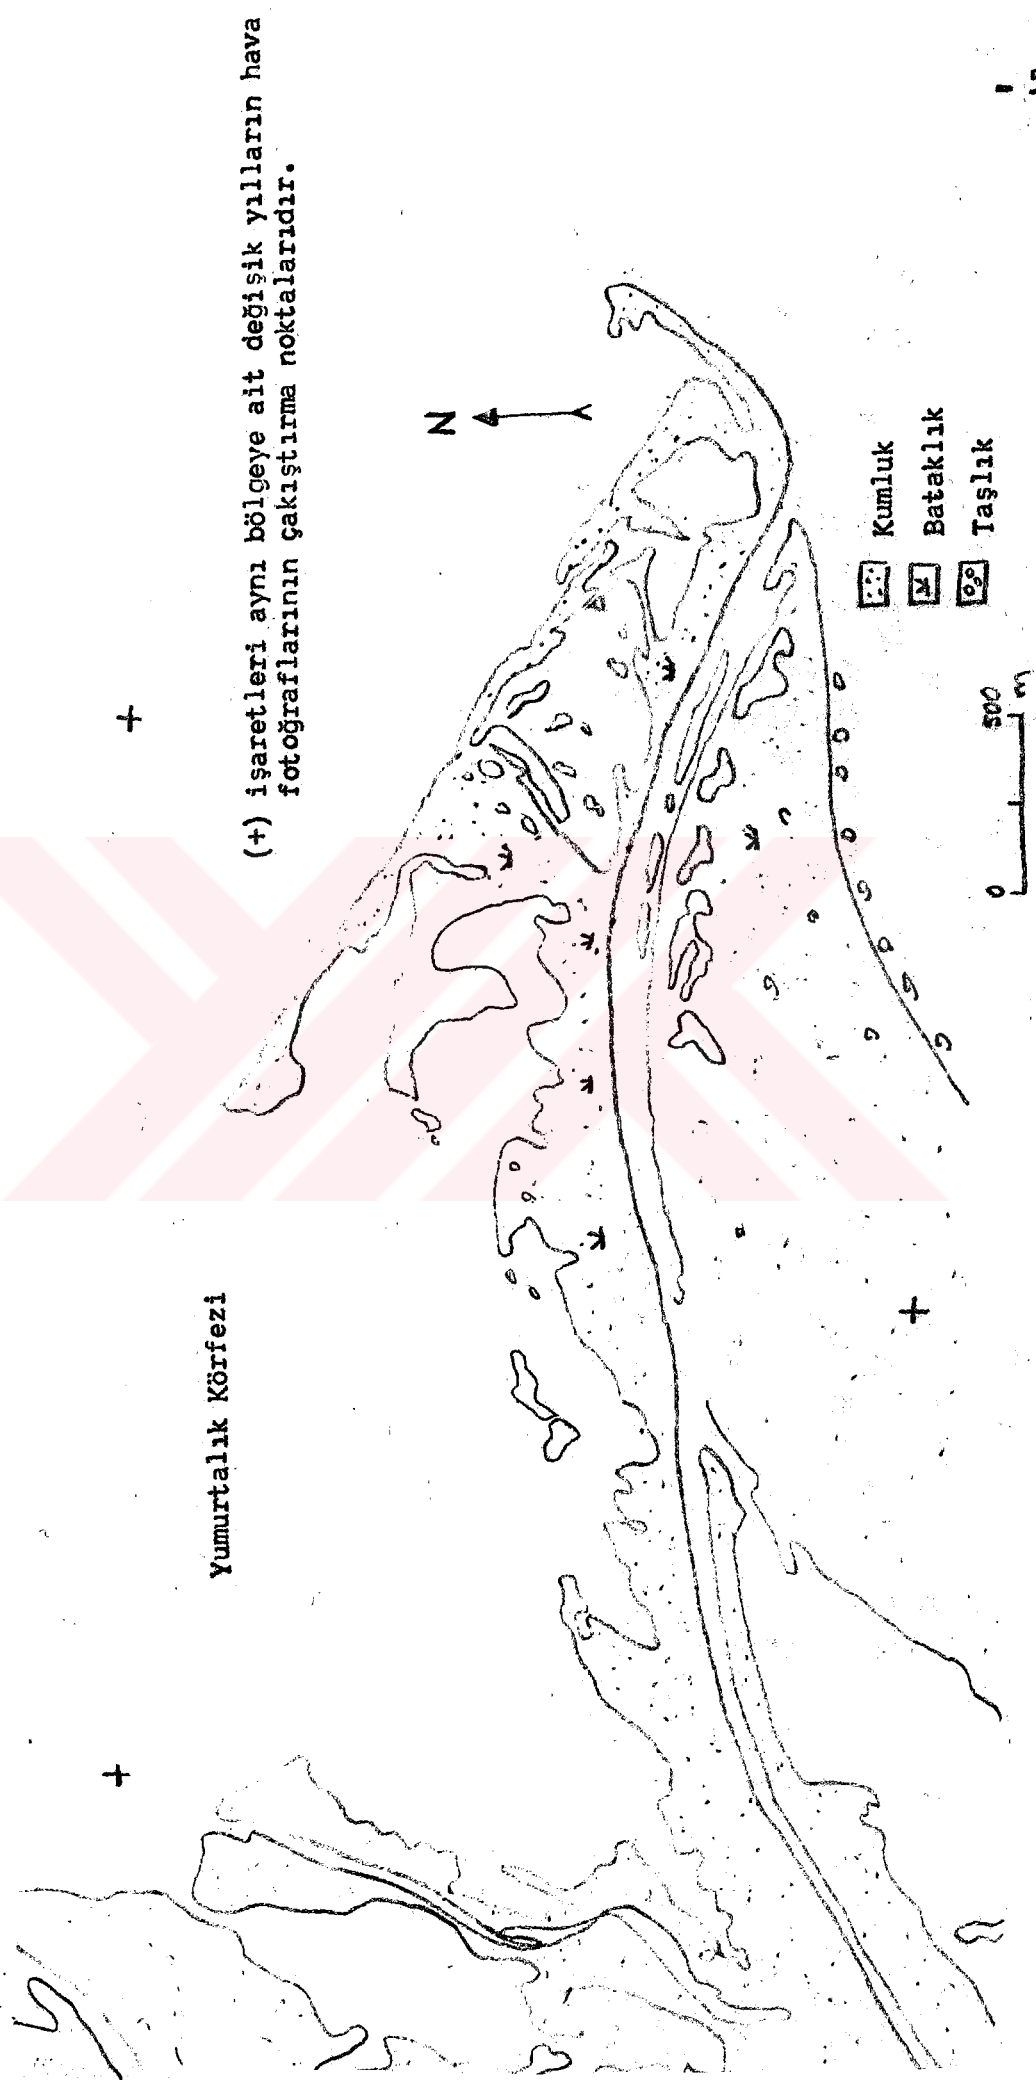 (+) işaretleri aynı bölgeye ait değişik yılların hava
fotoğraflarının çakıştırma noktalarıdır.
N
Yumurtalık Körfezi
Kumluk
Bataklık
Taşlık
0 500 m